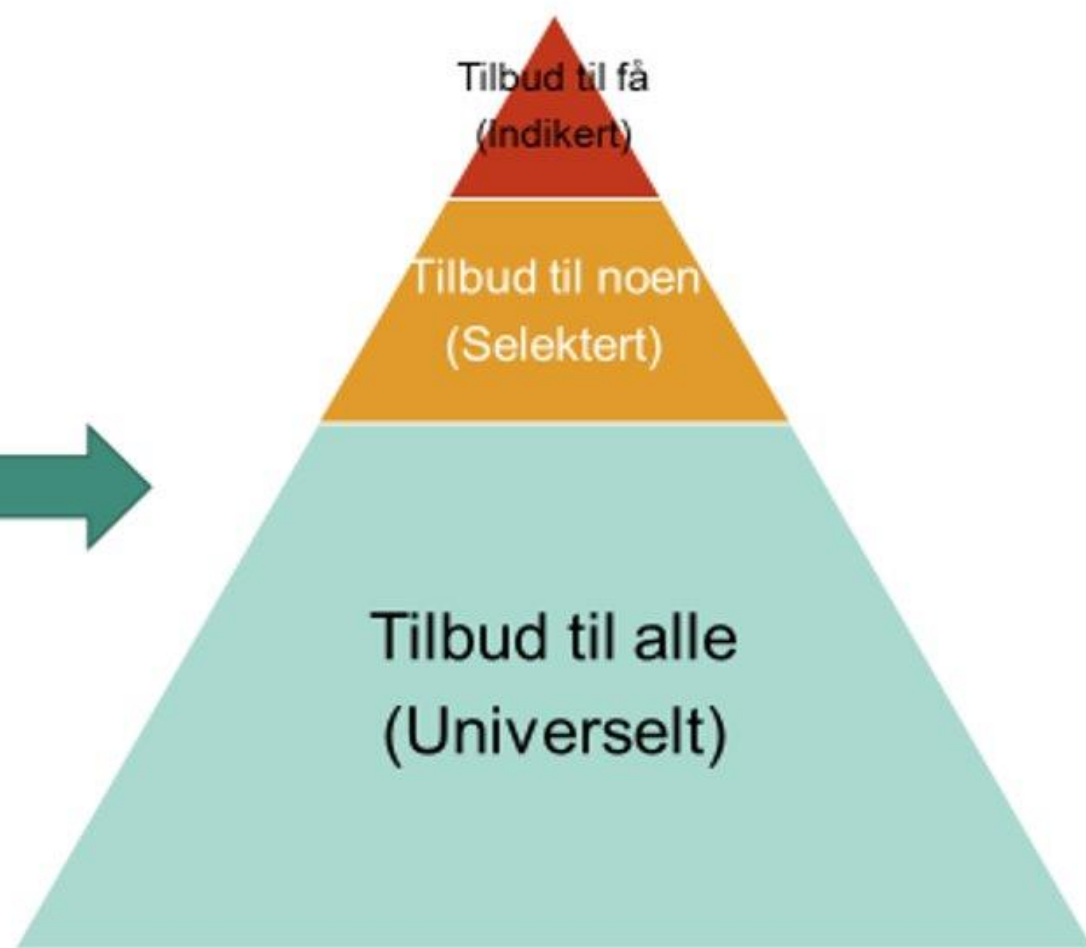 Tilbud til få
(Indikert)
Tilbud til noen
(Selektert)
Tilbud til alle
(Universelt)